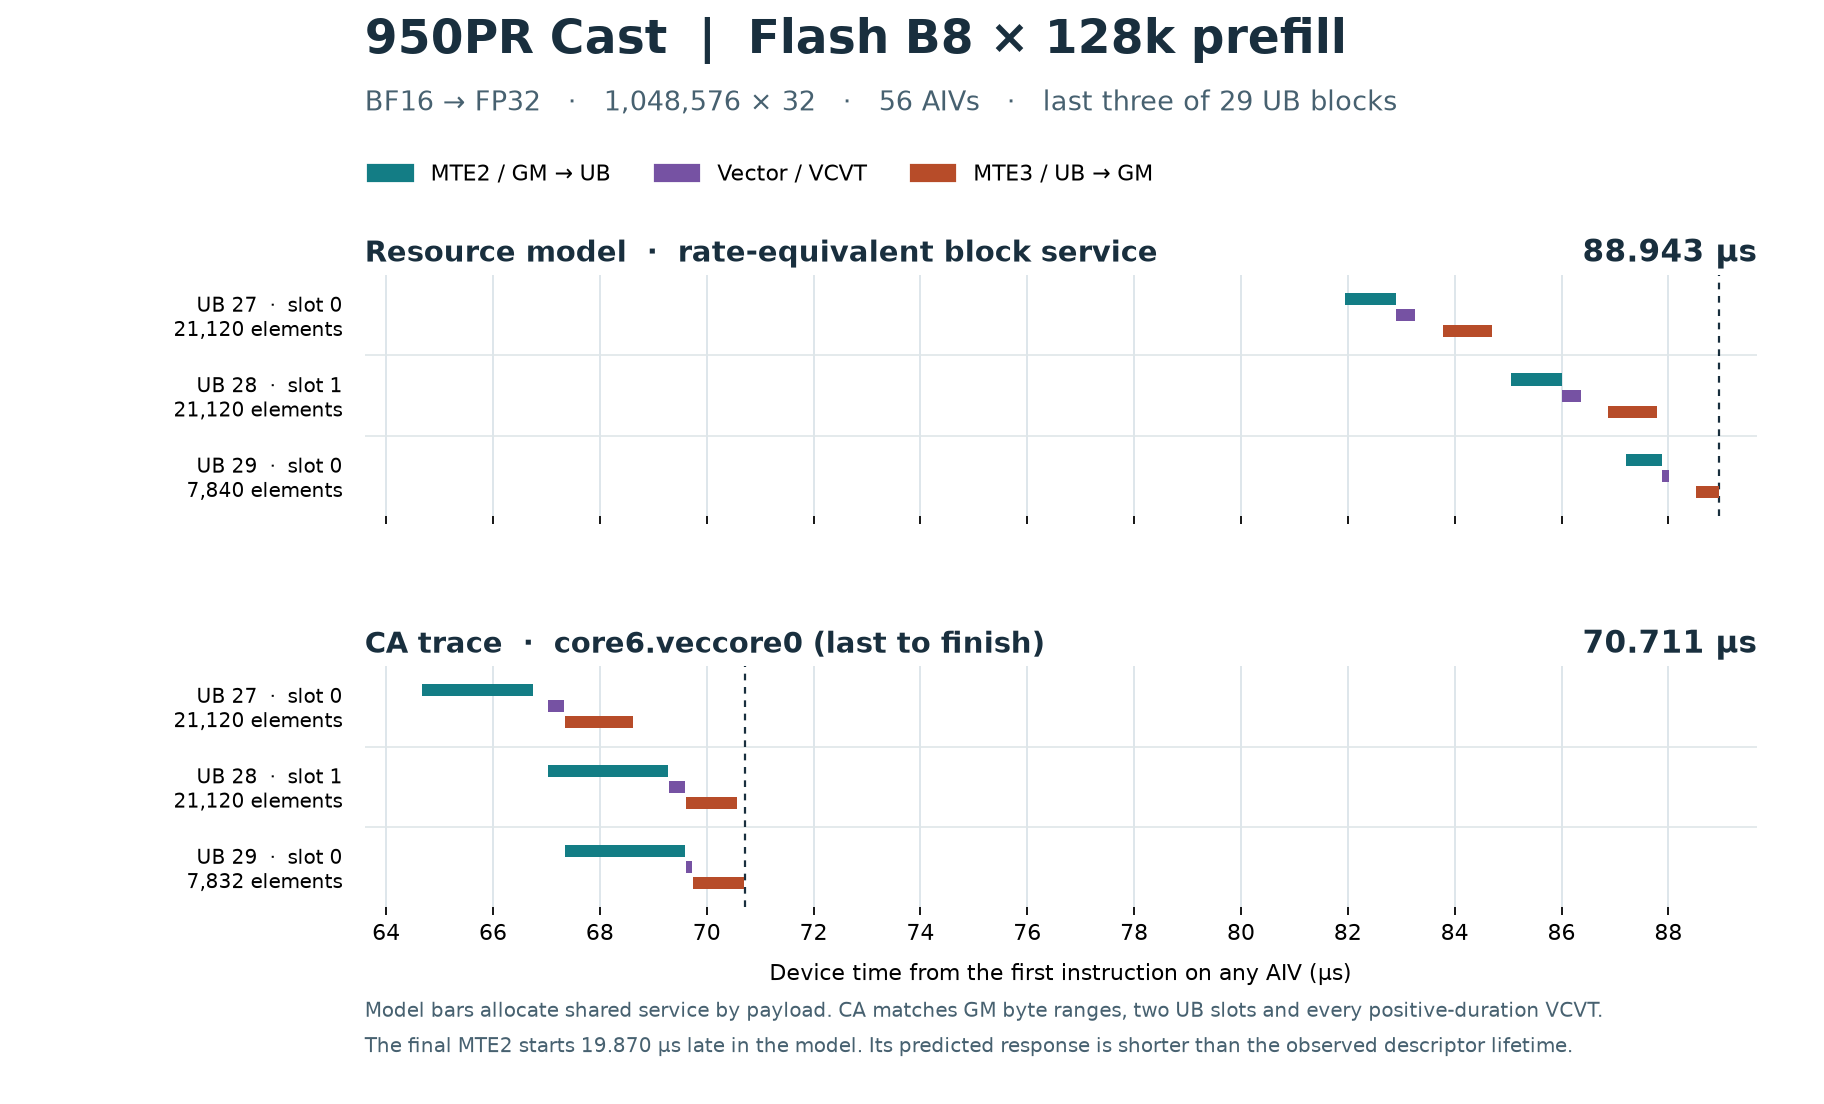 950PR Cast | Flash B8 × 128k prefill
BF16 → FP32 · 1,048,576 × 32 · 56 AIVs · last three of 29 UB blocks
MTE2 / GM → UB
Vector / VCVT
MTE3 / UB → GM
Resource model · rate-equivalent block service
88.943 µs
UB 27 · slot 0
21,120 elements
UB 28 · slot 1
21,120 elements
UB 29 · slot 0
7,840 elements
CA trace · core6.veccore0 (last to finish)
70.711 µs
UB 27 · slot 0
21,120 elements
UB 28 · slot 1
21,120 elements
UB 29 · slot 0
7,832 elements
64 66 68 70 72 74 76 78 80 82 84 86 88
Device time from the first instruction on any AIV (µs)
Model bars allocate shared service by payload. CA matches GM byte ranges, two UB slots and every positive-duration VCVT.
The final MTE2 starts 19.870 µs late in the model. Its predicted response is shorter than the observed descriptor lifetime.